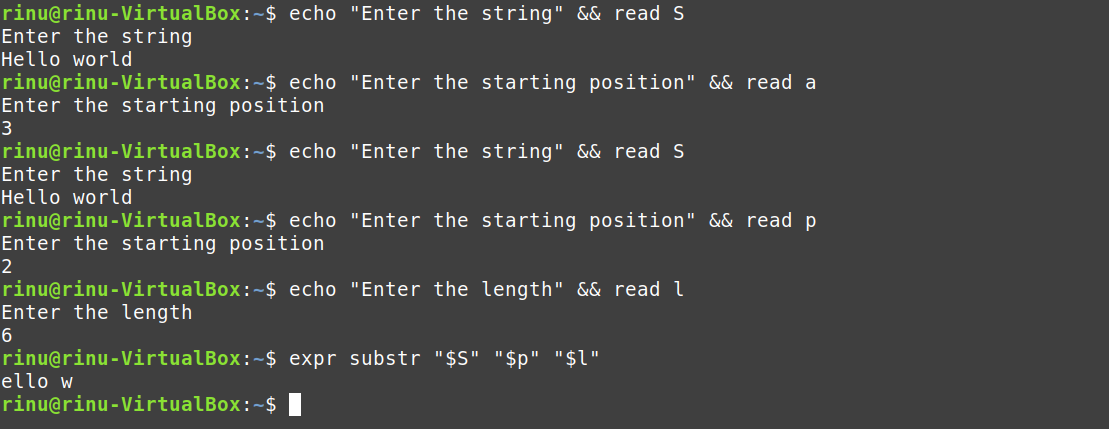 rinu@rinu-VirtualBox:~$ echo "Enter the string" && read S
Enter the string
Hello world
rinu@rinu-VirtualBox:~$ echo "Enter the starting position" && read a
Enter the starting position
3
rinu@rinu-VirtualBox:~$ echo "Enter the string" && read S
Enter the string
Hello world
rinu@rinu-VirtualBox:~$ echo "Enter the starting position" && read p
Enter the starting position
2
rinu@rinu-VirtualBox:~$ echo "Enter the length" && read l
Enter the length
6
rinu@rinu-VirtualBox:~$ expr substr "$S" "$p" "$l"
ello w
rinu@rinu-VirtualBox:~$